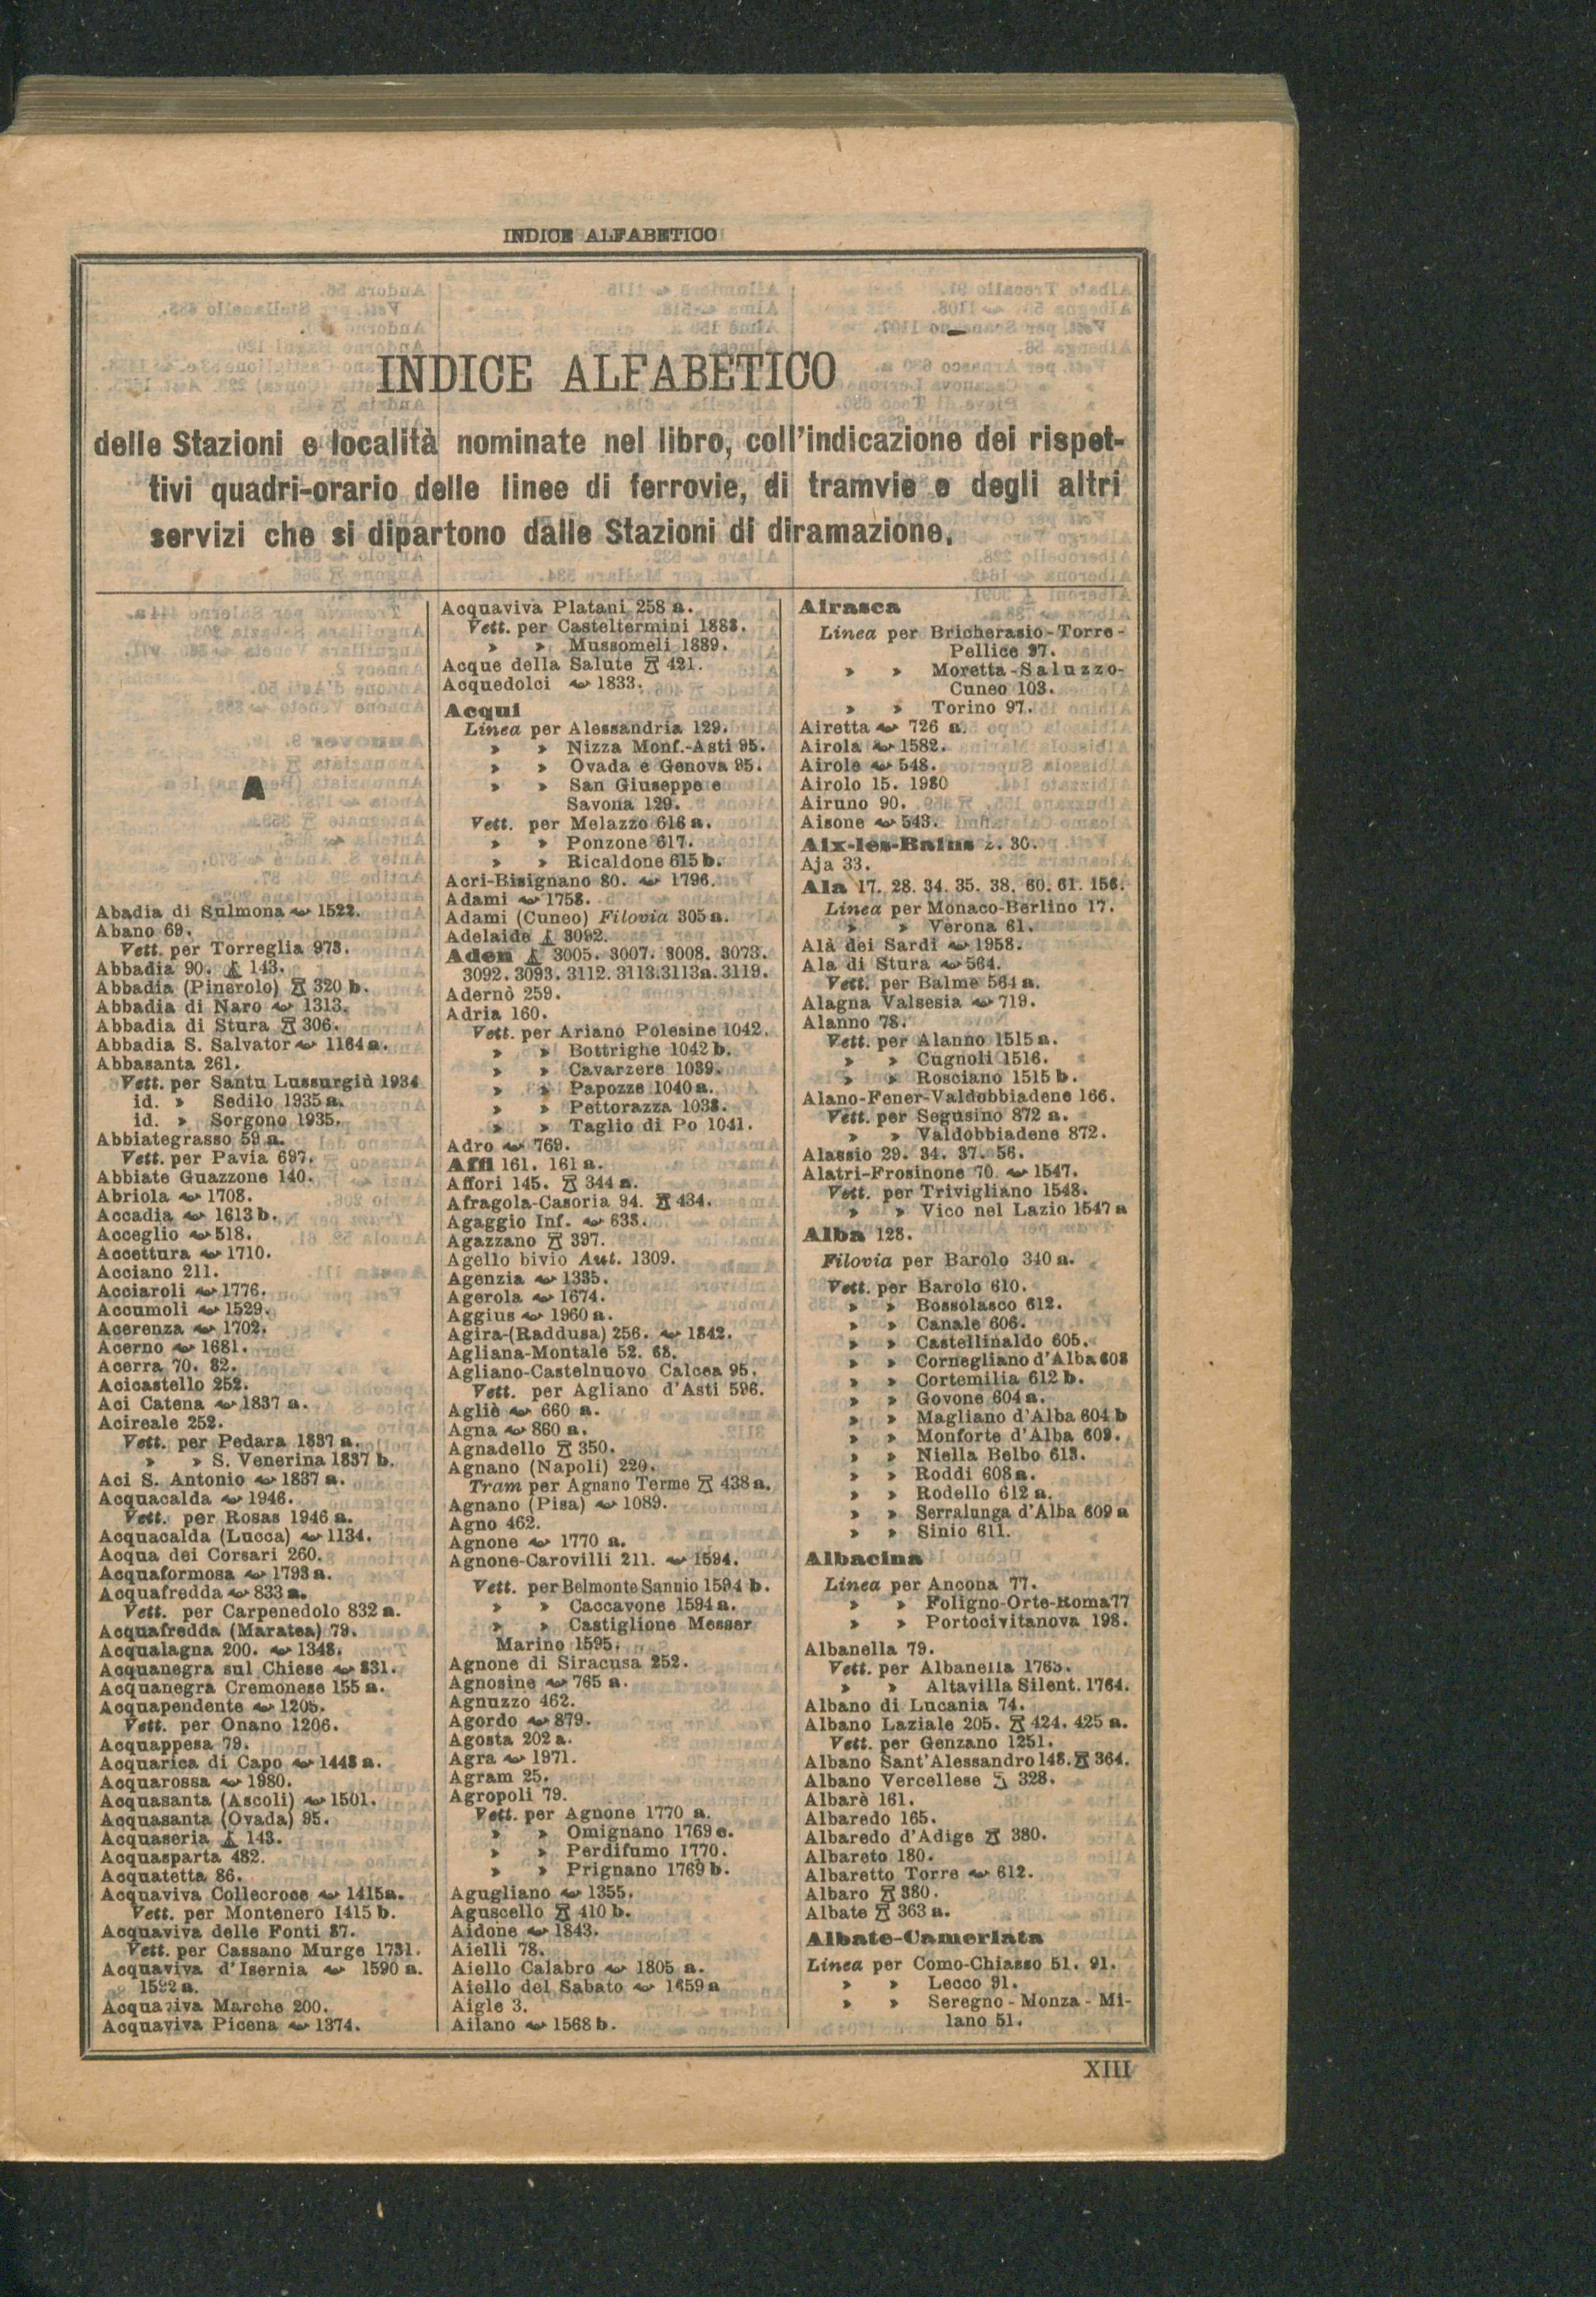 INDICE ALFABETICO
INDICE ALFABETICO
delle Stazioni e località nominate nel libro, coll'indicazione dei rispet-
tivi quadri-orario delle linee di ferrovie, di tramvie e degli altri
servizi che si dipartono dalle Stazioni di diramazione.
A
Abadia di Sulmona 1522.
Abano 69.
Vett. per Torreglia 973.
Abbadia 90. 143.
Abbadia (Pinerolo) 320 b.
Abbadia di Naro 1313.
Abbadia di Stura 306.
Abbadia S. Salvator 1164 a.
Abbasanta 261.
Vett. per Santu Lussurgiù 1934
id. » Sedilo 1935 a.
id. » Sorgono 1935.
Abbiategrasso 59 a.
Vett. per Pavia 697.
Abbiate Guazzone 140.
Abriola 1708.
Accadia 1613 b.
Acceglio 518.
Accettura 1710.
Acciano 211.
Acciaroli 1776.
Accumoli 1529.
Acerenza 1702.
Acerno 1681.
Acerra 70. 82.
Acicastello 252.
Aci Catena 1837 a.
Acireale 252.
Vett. per Pedara 1837 a.
» » S. Venerina 1837 b.
Aci S. Antonio 1837 a.
Acquacalda 1946.
Vett. per Rosas 1946 a.
Acquacalda (Lucca) 1134.
Acqua dei Corsari 260.
Acquaformosa 1793 a.
Acquafredda 833 a.
Vett. per Carpenedolo 832 a.
Acquafredda (Maratea) 79.
Acqualagna 200. 1348.
Acquanegra sul Chiese 831.
Acquanegra Cremonese 155 a.
Acquapendente 1205.
Vett. per Onano 1206.
Acquappesa 79.
Acquarica di Capo 1448 a.
Acquarossa 1980.
Acquasanta (Ascoli) 1501.
Acquasanta (Ovada) 95.
Acquaseria 143.
Acquasparta 482.
Acquatetta 86.
Acquaviva Collecroce 1415a.
Vett. per Montenero 1415 b.
Acquaviva delle Fonti 87.
Vett. per Cassano Murge 1731.
Acquaviva d'Isernia 1590 a.
1592 a.
Acquaviva Marche 200.
Acquaviva Picena 1374.
Acquaviva Platani 258 a.
Vett. per Casteltermini 1888.
» » Mussomeli 1889.
Acque della Salute 421.
Acquedolci 1833.
Acqui
Linea per Alessandria 129.
» » Nizza Monf.-Asti 95.
» » Ovada e Genova 95.
» » San Giuseppe e
Savona 129.
Vett. per Melazzo 616 a.
» » Ponzone 617.
» » Ricaldone 615 b.
Acri-Bisignano 80. 1796.
Adami 1758.
Adami (Cuneo) Filovia 305 a.
Adelaide 3092.
Aden 3005. 3007. 3008. 3073.
3092. 3093. 3112. 3113. 3113a. 3119.
Adernò 259.
Adria 160.
Vett. per Ariano Polesine 1042.
» » Bottrighe 1042 b.
» » Cavarzere 1039.
» » Papozze 1040 a.
» » Pettorazza 1038.
» » Taglio di Po 1041.
Adro 769.
Affi 161. 161 a.
Affori 145. 344 a.
Afragola-Casoria 94. 434.
Agaggio Inf. 638.
Agazzano 397.
Agello bivio Aut. 1309.
Agenzia 1335.
Agerola 1674.
Aggius 1960 a.
Agira-(Raddusa) 256. 1842.
Agliana-Montale 52. 68.
Agliano-Castelnuovo Calcea 95.
Vett. per Agliano d'Asti 596.
Agliè 660 a.
Agna 860 a.
Agnadello 350.
Agnano (Napoli) 220.
Tram per Agnano Terme 438 a.
Agnano (Pisa) 1089.
Agno 462.
Agnone 1770 a.
Agnone-Carovilli 211. 1594.
Vett. per Belmonte Sannio 1594 b.
» » Caccavone 1594 a.
» » Castiglione Messer
Marino 1595.
Agnone di Siracusa 252.
Agnosine 765 a.
Agnuzzo 462.
Agordo 879.
Agosta 202 a.
Agra 1971.
Agram 25.
Agropoli 79.
Vett. per Agnone 1770 a.
» » Omignano 1769 c.
» » Perdifumo 1770.
» » Prignano 1769 b.
Agugliano 1355.
Aguscello 410 b.
Aidone 1843.
Aielli 78.
Aiello Calabro 1805 a.
Aiello del Sabato 1659 a
Aigle 3.
Ailano 1568 b.
Airasca
Linea per Bricherasio-Torre-
Pellice 97.
» » Moretta-Saluzzo-
Cuneo 103.
» » Torino 97.
Airetta 726 a.
Airola 1582.
Airole 548.
Airolo 15. 1980
Airuno 90.
Aisone 543.
Aix-les-Bains 2. 30.
Aja 33.
Ala 17. 28. 34. 35. 38. 60. 61. 156.
Linea per Monaco-Berlino 17.
» » Verona 61.
Alà dei Sardi 1958.
Ala di Stura 564.
Vett. per Balme 564 a.
Alagna Valsesia 719.
Alanno 78.
Vett. per Alanno 1515 a.
» » Cugnoli 1516.
» » Rosciano 1515 b.
Alano-Fener-Valdobbiadene 166.
Vett. per Segusino 872 a.
» » Valdobbiadene 872.
Alassio 29. 34. 37. 56.
Alatri-Frosinone 70. 1547.
Vett. per Trivigliano 1548.
» » Vico nel Lazio 1547 a
Alba 128.
Filovia per Barolo 340 a.
Vett. per Barolo 610.
» » Bossolasco 612.
» » Canale 606.
» » Castellinaldo 605.
» » Cornegliano d'Alba 608
» » Cortemilia 612 b.
» » Govone 604 a.
» » Magliano d'Alba 604 b
» » Monforte d'Alba 609.
» » Niella Belbo 613.
» » Roddi 608 a.
» » Rodello 612 a.
» » Serralunga d'Alba 609 a
» » Sinio 611.
Albacina
Linea per Ancona 77.
» » Foligno-Orte-Roma 77
» » Portocivitanova 198.
Albanella 79.
Vett. per Albanella 1763.
» » Altavilla Silent. 1764.
Albano di Lucania 74.
Albano Laziale 205. 424. 425 a.
Vett. per Genzano 1251.
Albano Sant'Alessandro 148. 364.
Albano Vercellese 328.
Albarè 161.
Albaredo 165.
Albaredo d'Adige 380.
Albareto 180.
Albaretto Torre 612.
Albaro 380.
Albate 363 a.
Albate-Camerlata
Linea per Como-Chiasso 51. 91.
» » Lecco 91.
» » Seregno - Monza - Mi-
lano 51.
XIII